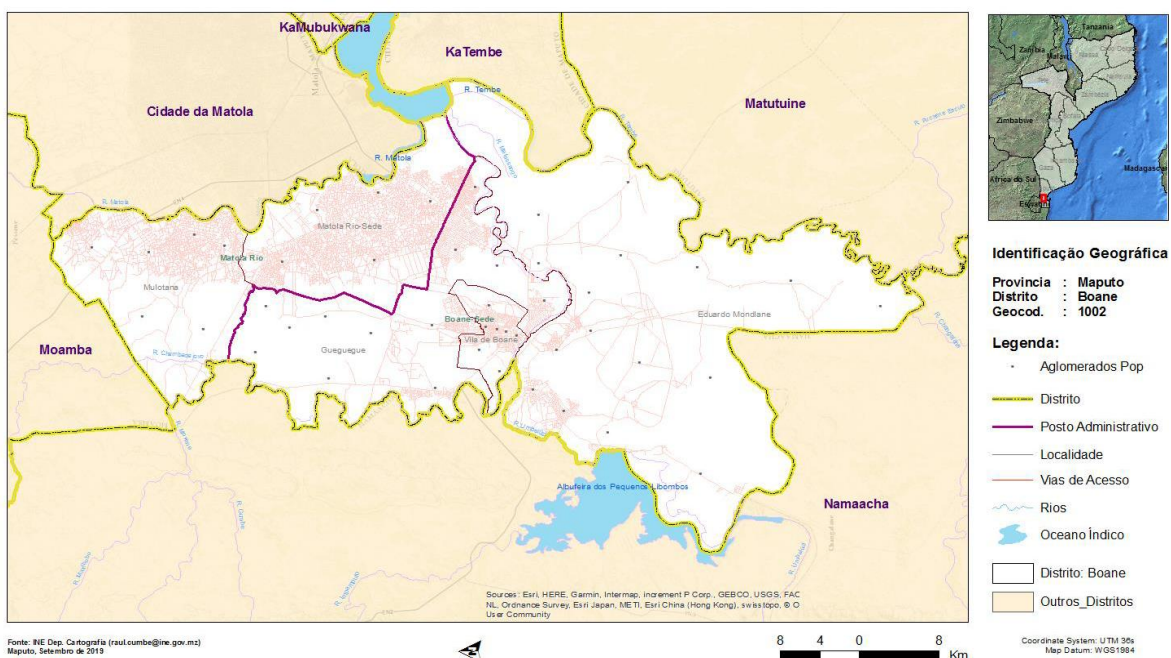 KaMubukwana
KaTembe
R. Tembe
Cidade da Matola
Matutuine
R. Matola
Matola Rio-Sede
Matola Rio
Mulotana
Eduardo Mondlane
Boane-Sede
Vila de Boane
Gueguegue
Moamba
Albufeira dos Pequenos Libombos
Namaacha
Sources: Esri, HERE, Garmin, Intermap, increment P Corp., GEBCO, USGS, FAO
NL, Ordnance Survey, Esri Japan, METI, Esri China (Hong Kong), swisstopo, © O
User Community
Fonte: INE Dep. Cartografia (raul.cumbe@ine.gov.mz)
Maputo, Setembro de 2019
8 4 0 8
Km
Tanzania
Zambia
Zimbabwe
Madagascar
África do Sul
Identificação Geográfica
Provincia : Maputo
Distrito : Boane
Geocod. : 1002
Legenda:
Aglomerados Pop
Distrito
Posto Administrativo
Localidade
Vias de Acesso
Rios
Oceano Índico
Distrito: Boane
Outros_Distritos
Coordinate System: UTM 36s
Map Datum: WGS1984